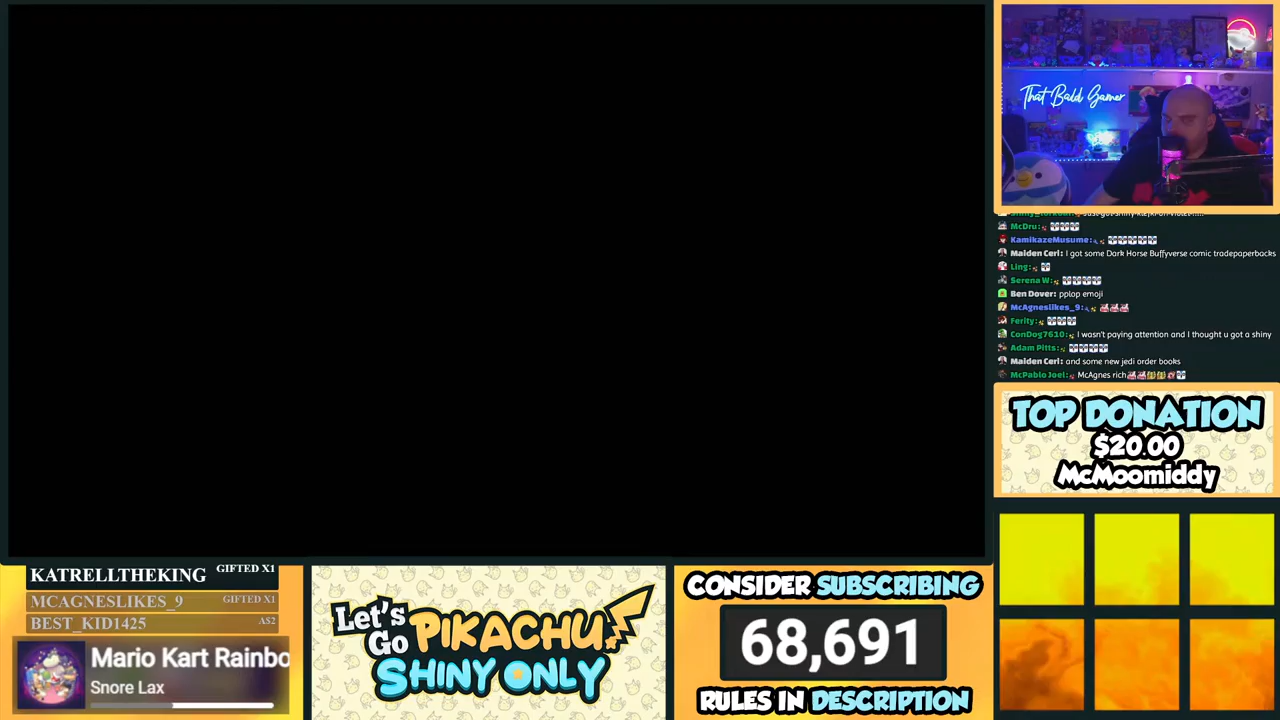 That Bald Gamer
McDru:
KamikazeMusume:
Maiden Ceri: I got some Dark Horse Buffyverse comic tradepaperbacks
Ling:
Serena W:
Ben Dover: pplop emoji
McAgneslikes_9:
Ferity:
ConDog7610: I wasn't paying attention and I thought u got a shiny
Adam Pitts:
Maiden Ceri: and some new jedi order books
McPablo Joel: McAgnes rich
TOP DONATION
$20.00
McMoomiddy
KATRELLTHEKING GIFTED X1
MCAGNESLIKES_9 GIFTED X1
BEST_KID1425 AS2
Mario Kart Rainbo
Snore Lax
Let's Go PIKACHU
SHINY ONLY
CONSIDER SUBSCRIBING
68,691
RULES IN DESCRIPTION